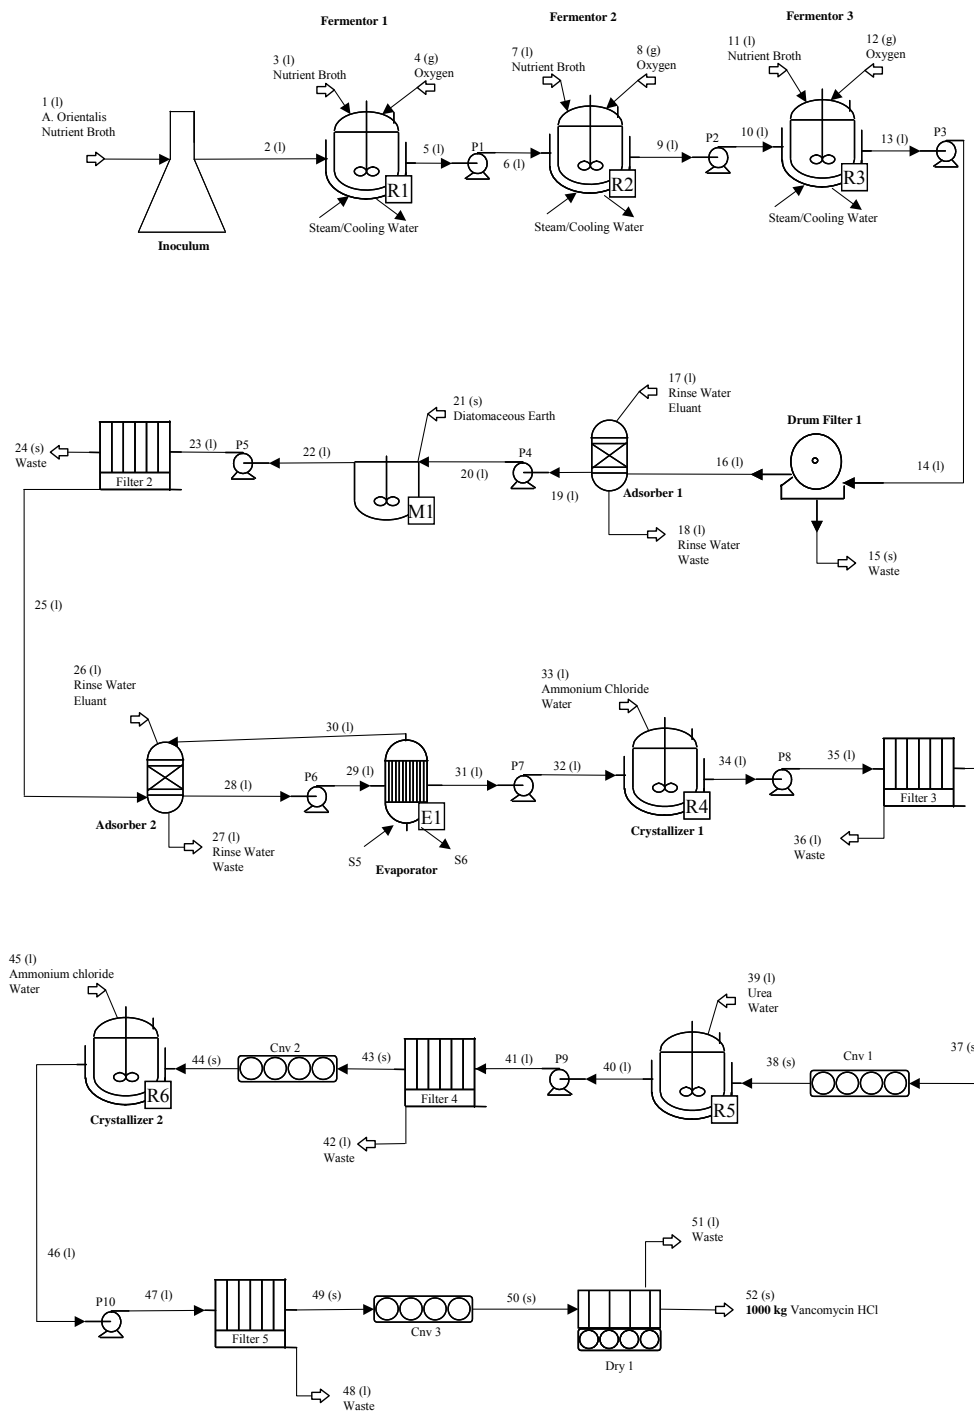 Fermentor 1
Fermentor 2
Fermentor 3
3 (l)
Nutrient Broth
4 (g)
Oxygen
7 (l)
Nutrient Broth
8 (g)
Oxygen
11 (l)
Nutrient Broth
12 (g)
Oxygen
1 (l)
A. Orientalis
Nutrient Broth
2 (l)
5 (l)
P1
6 (l)
9 (l)
P2
10 (l)
13 (l)
P3
R1
R2
R3
Steam/Cooling Water
Steam/Cooling Water
Steam/Cooling Water
Inoculum
24 (s)
Waste
23 (l)
P5
22 (l)
21 (s)
Diatomaceous Earth
20 (l)
P4
19 (l)
17 (l)
Rinse Water
Eluant
16 (l)
Drum Filter 1
14 (l)
Filter 2
M1
Adsorber 1
18 (l)
Rinse Water
Waste
15 (s)
Waste
25 (l)
26 (l)
Rinse Water
Eluant
30 (l)
33 (l)
Ammonium Chloride
Water
28 (l)
P6
29 (l)
31 (l)
P7
32 (l)
34 (l)
P8
35 (l)
E1
R4
Filter 3
Adsorber 2
27 (l)
Rinse Water
Waste
S5
S6
Evaporator
Crystallizer 1
36 (l)
Waste
45 (l)
Ammonium chloride
Water
44 (s)
Cnv 2
43 (s)
41 (l)
P9
40 (l)
39 (l)
Urea
Water
38 (s)
Cnv 1
37 (s
R6
Filter 4
R5
Crystallizer 2
42 (l)
Waste
46 (l)
P10
47 (l)
49 (s)
50 (s)
51 (l)
Waste
52 (s)
1000 kg Vancomycin HCl
Filter 5
Cnv 3
Dry 1
48 (l)
Waste